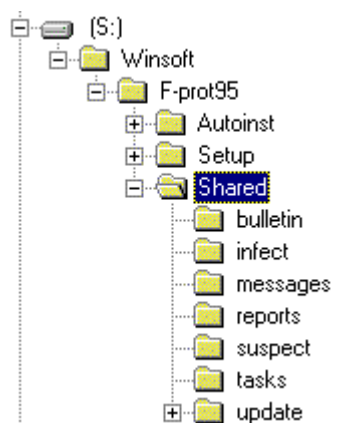 (S:)
Winsoft
F-prot95
Autoinst
Setup
Shared
bulletin
infect
messages
reports
suspect
tasks
update